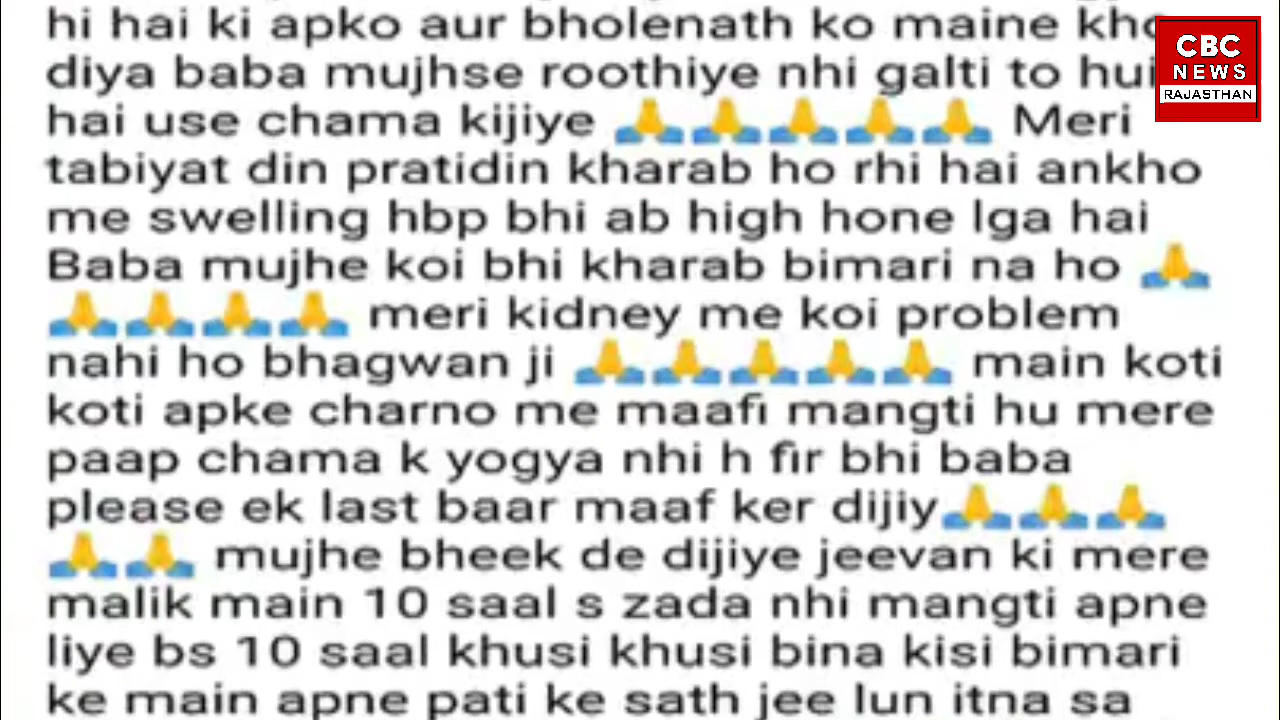 hi hai ki apko aur bholenath ko maine kho
diya baba mujhse roothiye nhi galti to hui
hai use chama kijiye 🙏🙏🙏🙏🙏 Meri
tabiyat din pratidin kharab ho rhi hai ankho
me swelling hbp bhi ab high hone lga hai
Baba mujhe koi bhi kharab bimari na ho 🙏
🙏🙏🙏🙏 meri kidney me koi problem
nahi ho bhagwan ji 🙏🙏🙏🙏🙏 main koti
koti apke charno me maafi mangti hu mere
paap chama k yogya nhi h fir bhi baba
please ek last baar maaf ker dijiy🙏🙏🙏
🙏🙏 mujhe bheek de dijiye jeevan ki mere
malik main 10 saal s zada nhi mangti apne
liye bs 10 saal khusi khusi bina kisi bimari
ke main apne pati ke sath jee lun itna sa
CBC
NEWS
RAJASTHAN